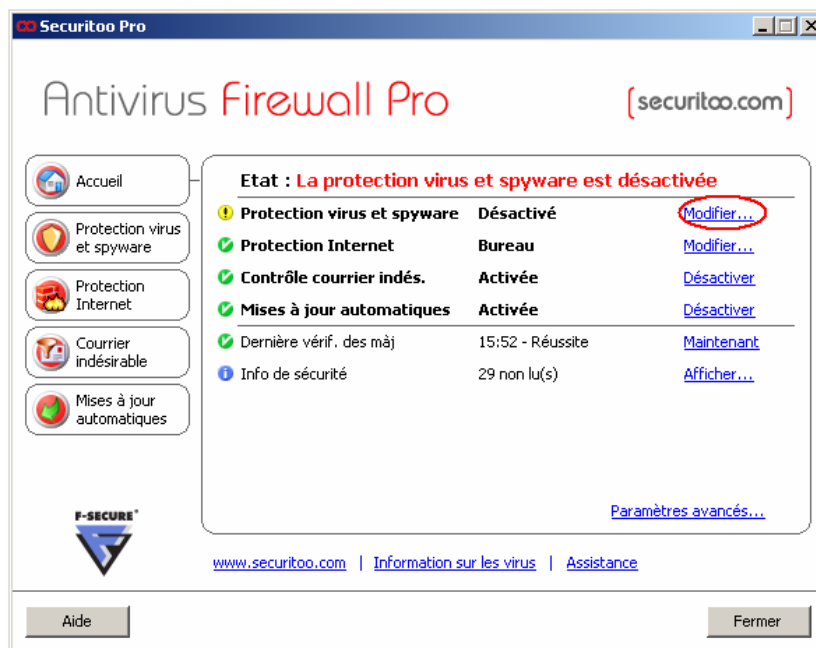 Securitoo Pro
Antivirus Firewall Pro
[securitoo.com]
Accueil
Protection virus
et spyware
Protection
Internet
Courrier
indésirable
Mises à jour
automatiques
Etat : La protection virus et spyware est désactivée
Protection virus et spyware Désactivé Modifier...
Protection Internet Bureau Modifier...
Contrôle courrier indés. Activée Désactiver
Mises à jour automatiques Activée Désactiver
Dernière vérif. des màj 15:52 - Réussite Maintenant
Info de sécurité 29 non lu(s) Afficher...
Paramètres avancés...
F-SECURE
www.securitoo.com | Information sur les virus | Assistance
Aide
Fermer